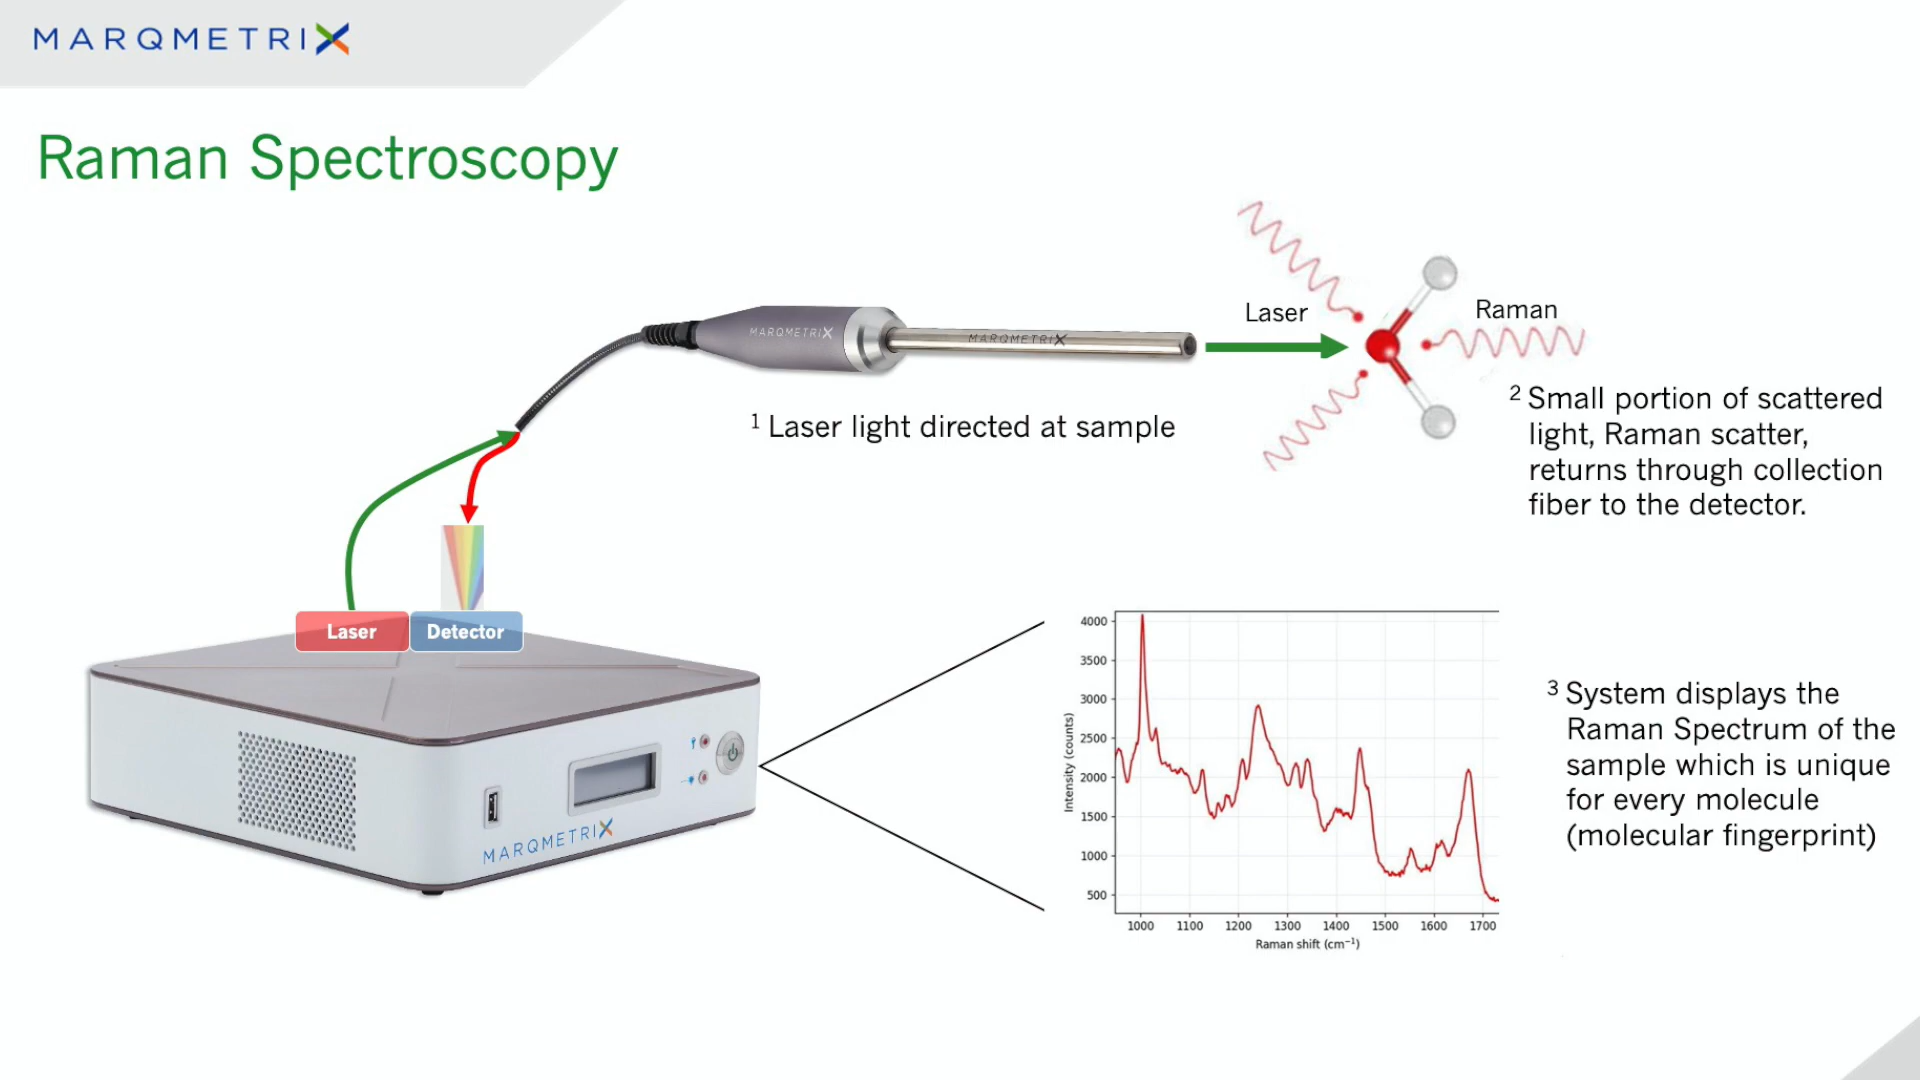 MARQMETRIX
Raman Spectroscopy
MARQMETRIX
MARQMETRIX
Laser
Raman
1 Laser light directed at sample
2 Small portion of scattered
light, Raman scatter,
returns through collection
fiber to the detector.
Laser
Detector
MARQMETRIX
4000
3500
3000
2500
2000
1500
1000
500
Intensity (counts)
1000 1100 1200 1300 1400 1500 1600 1700
Raman shift (cm⁻¹)
3 System displays the
Raman Spectrum of the
sample which is unique
for every molecule
(molecular fingerprint)